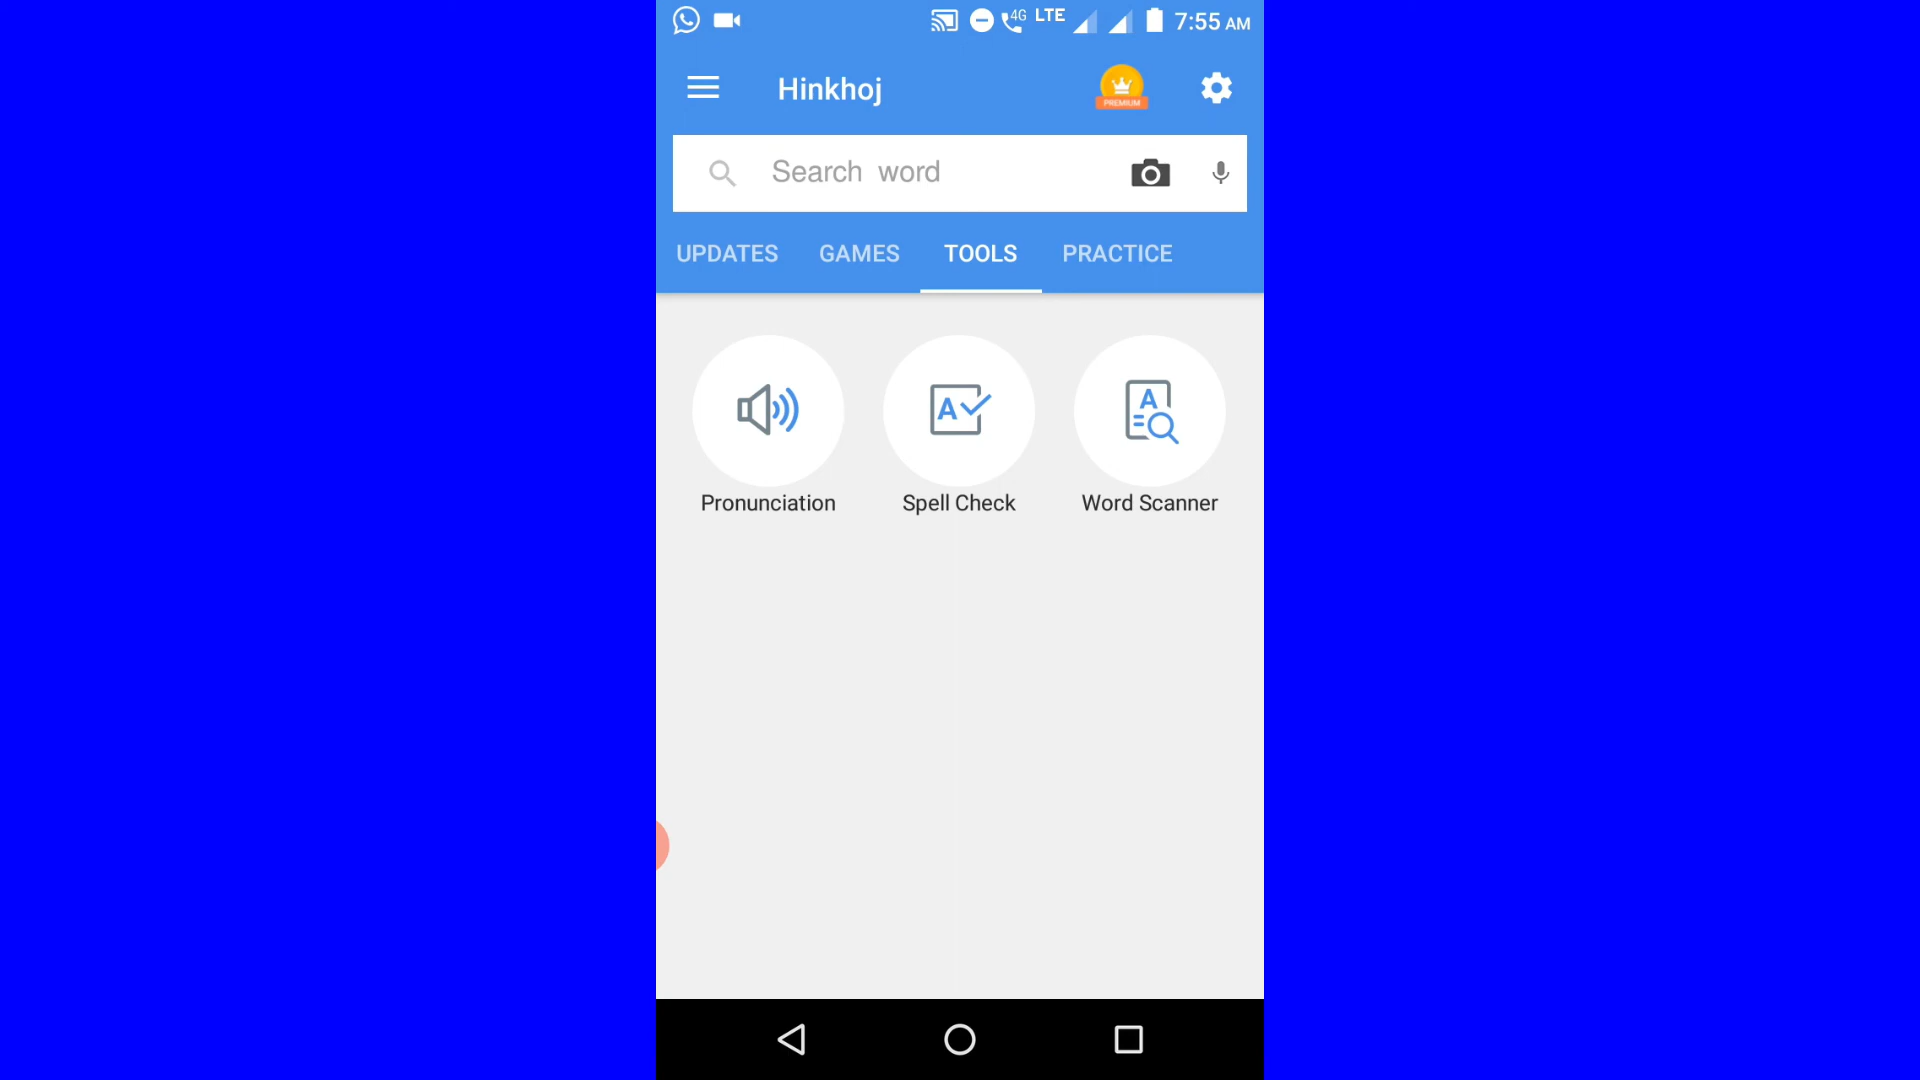 4G LTE 7:55 AM
Hinkhoj
PREMIUM
Search word
UPDATES GAMES TOOLS PRACTICE
A A
Pronunciation Spell Check Word Scanner